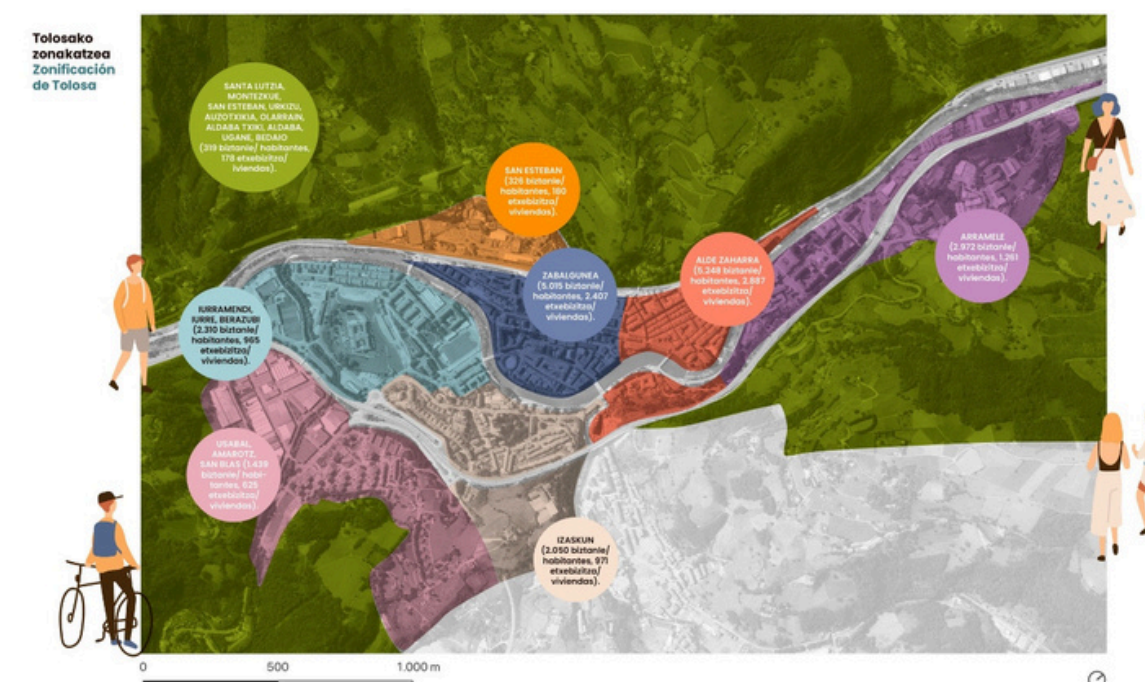 Tolosako
zonakatzea
Zonificación
de Tolosa
SANTA LUTZIA,
MONTEZKUE,
SAN ESTEBAN, URKIZU,
AUZOTXIKIA, OLARRAIN,
ALDABA TXIKI, ALDABA,
UGANE, BEDAIO
(319 biztanle/ habitantes,
178 etxebizitza/
iviendas).
SAN ESTEBAN
(326 biztanle/
habitantes, 160
etxebizitza/
viviendas).
ZABALGUNEA
(5.015 biztanle/
habitantes, 2.407
etxebizitza/
viviendas).
ALDE ZAHARRA
(5.248 biztanle/
habitantes, 2.687
etxebizitza/
viviendas).
ARRAMELE
(2.972 biztanle/
habitantes, 1.261
etxebizitza/
viviendas).
IURRAMENDI,
IURRE, BERAZUBI
(2.310 biztanle/
habitantes, 965
etxebizitza/
viviendas).
USABAL,
AMAROTZ,
SAN BLAS (1.439
biztanle/ habi-
tantes, 625
etxebizitza/
viviendas).
IZASKUN
(2.050 biztanle/
habitantes, 971
etxebizitza/
viviendas).
0 500 1.000 m